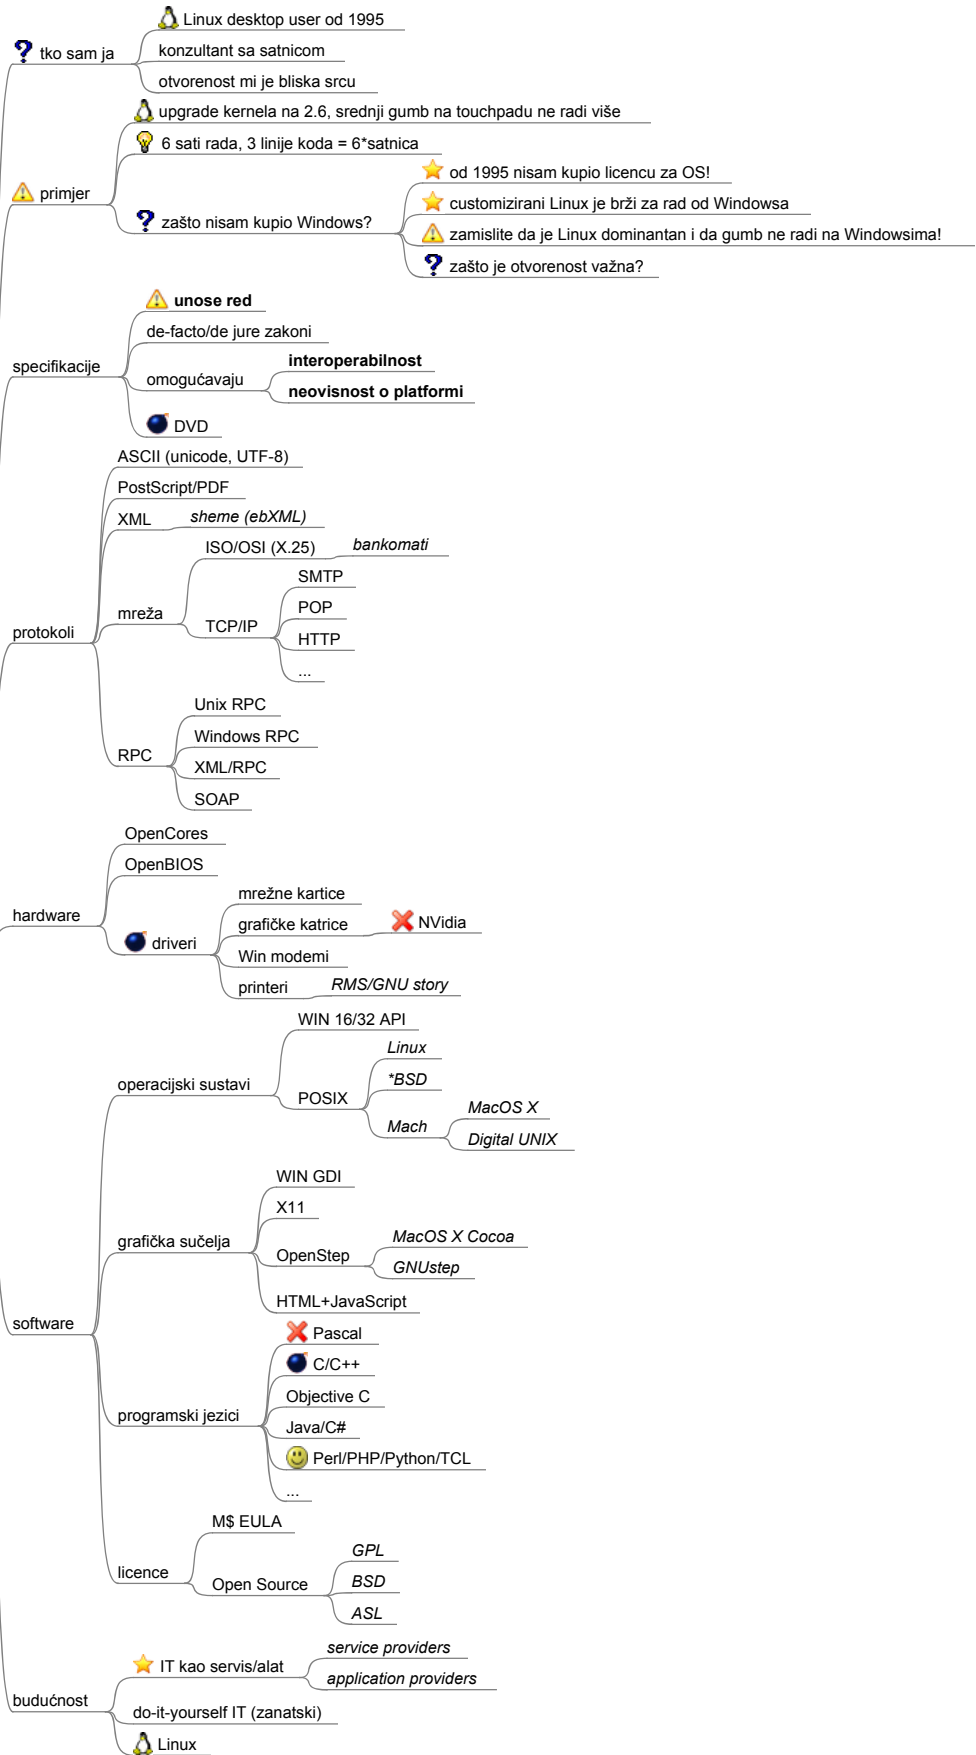 tko sam ja
Linux desktop user od 1995
konzultant sa satnicom
otvorenost mi je bliska srcu
primjer
upgrade kernela na 2.6, srednji gumb na touchpadu ne radi više
6 sati rada, 3 linije koda = 6*satnica
zašto nisam kupio Windows?
od 1995 nisam kupio licencu za OS!
customizirani Linux je brži za rad od Windowsa
zamislite da je Linux dominantan i da gumb ne radi na Windowsima!
zašto je otvorenost važna?
specifikacije
unose red
de-facto/de jure zakoni
omogućavaju
interoperabilnost
neovisnost o platformi
DVD
protokoli
ASCII (unicode, UTF-8)
PostScript/PDF
XML
sheme (ebXML)
mreža
ISO/OSI (X.25)
bankomati
TCP/IP
SMTP
POP
HTTP
...
RPC
Unix RPC
Windows RPC
XML/RPC
SOAP
hardware
OpenCores
OpenBIOS
driveri
mrežne kartice
grafičke katrice
NVidia
Win modemi
printeri
RMS/GNU story
software
operacijski sustavi
WIN 16/32 API
POSIX
Linux
*BSD
Mach
MacOS X
Digital UNIX
grafička sučelja
WIN GDI
X11
OpenStep
MacOS X Cocoa
GNUstep
HTML+JavaScript
programski jezici
Pascal
C/C++
Objective C
Java/C#
Perl/PHP/Python/TCL
...
licence
M$ EULA
Open Source
GPL
BSD
ASL
budućnost
IT kao servis/alat
service providers
application providers
do-it-yourself IT (zanatski)
Linux